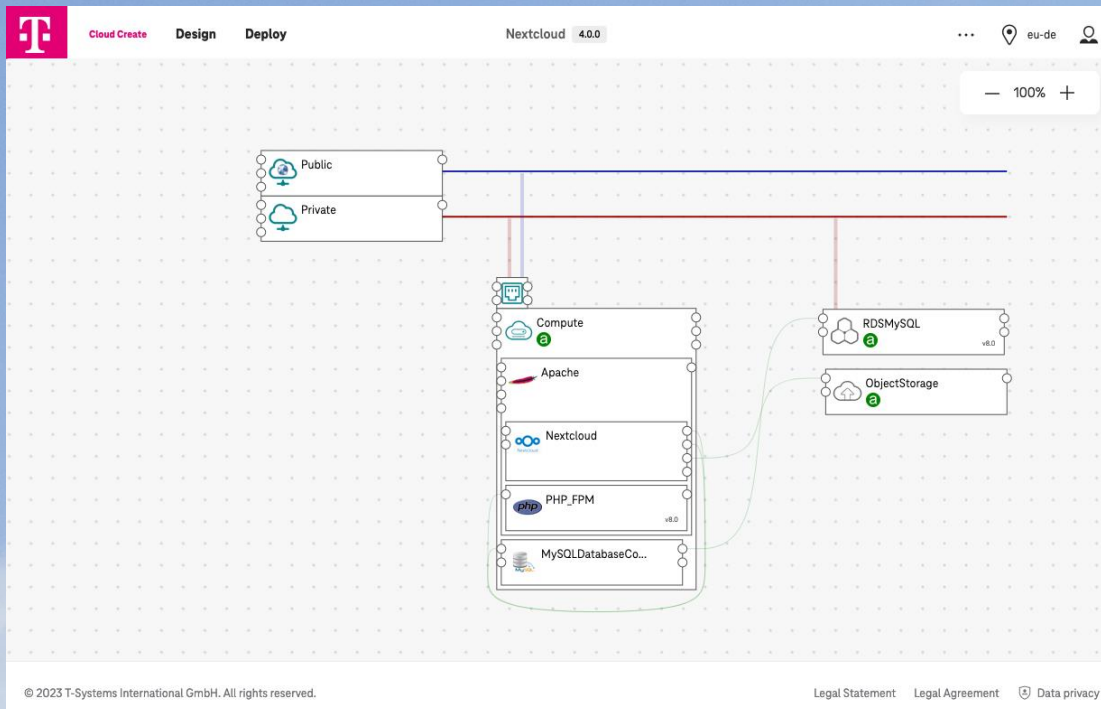 T
Cloud Create Design Deploy Nextcloud 4.0.0 ... eu-de
— 100% +
Public
Private
Compute
a
Apache
Nextcloud
Nextcloud
php PHP_FPM
v8.0
MySQLDatabaseCo...
MySQL
RDSMySQL
a
v8.0
ObjectStorage
a
© 2023 T-Systems International GmbH. All rights reserved. Legal Statement Legal Agreement Data privacy